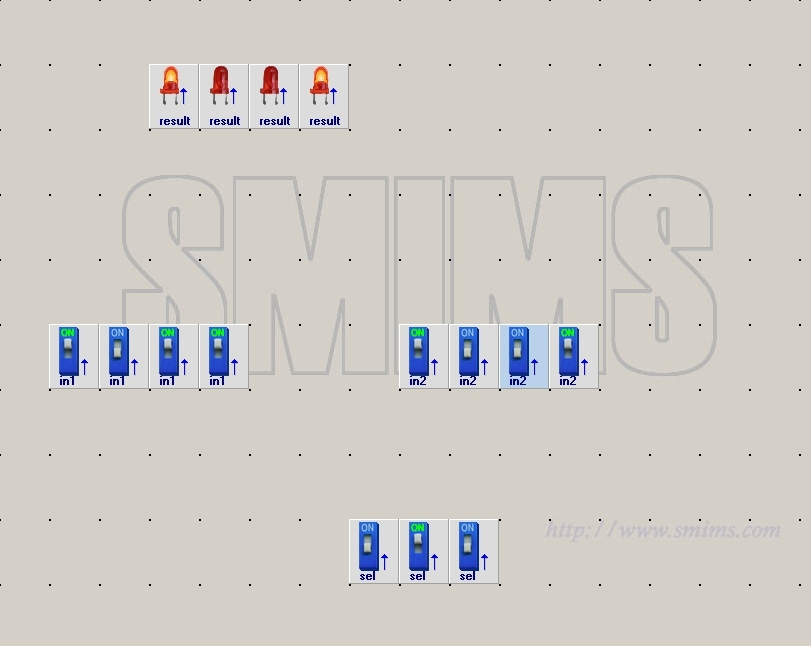 result result result result
SMIMS
ON ON ON ON ON ON ON ON
in1 in1 in1 in1 in2 in2 in2 in2
ON ON ON
http://www.smims.com
sel sel sel